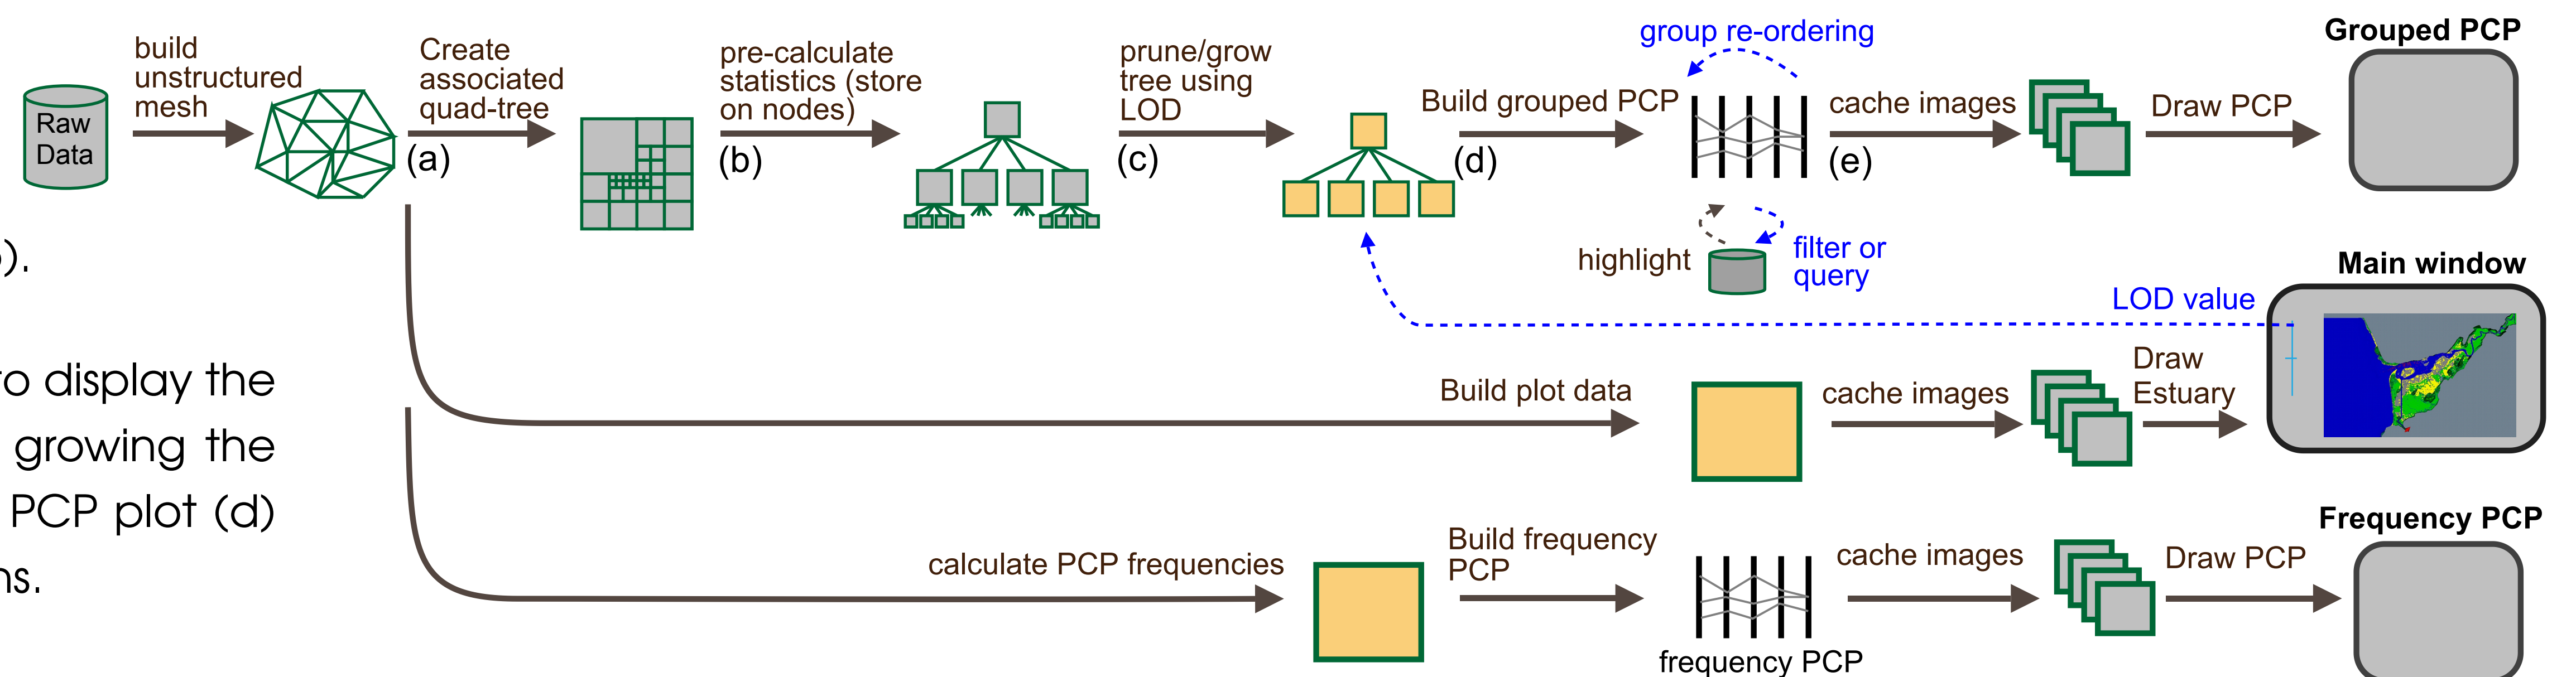 Raw
Data
build
unstructured
mesh
Create
associated
quad-tree
(a)
pre-calculate
statistics (store
on nodes)
(b)
prune/grow
tree using
LOD
(c)
Build grouped PCP
(d)
group re-ordering
cache images
(e)
Draw PCP
Grouped PCP
highlight
filter or
query
).
to display the
growing the
PCP plot (d)
ns.
Main window
LOD value
Build plot data
cache images
Draw
Estuary
calculate PCP frequencies
Build frequency
PCP
frequency PCP
cache images
Draw PCP
Frequency PCP